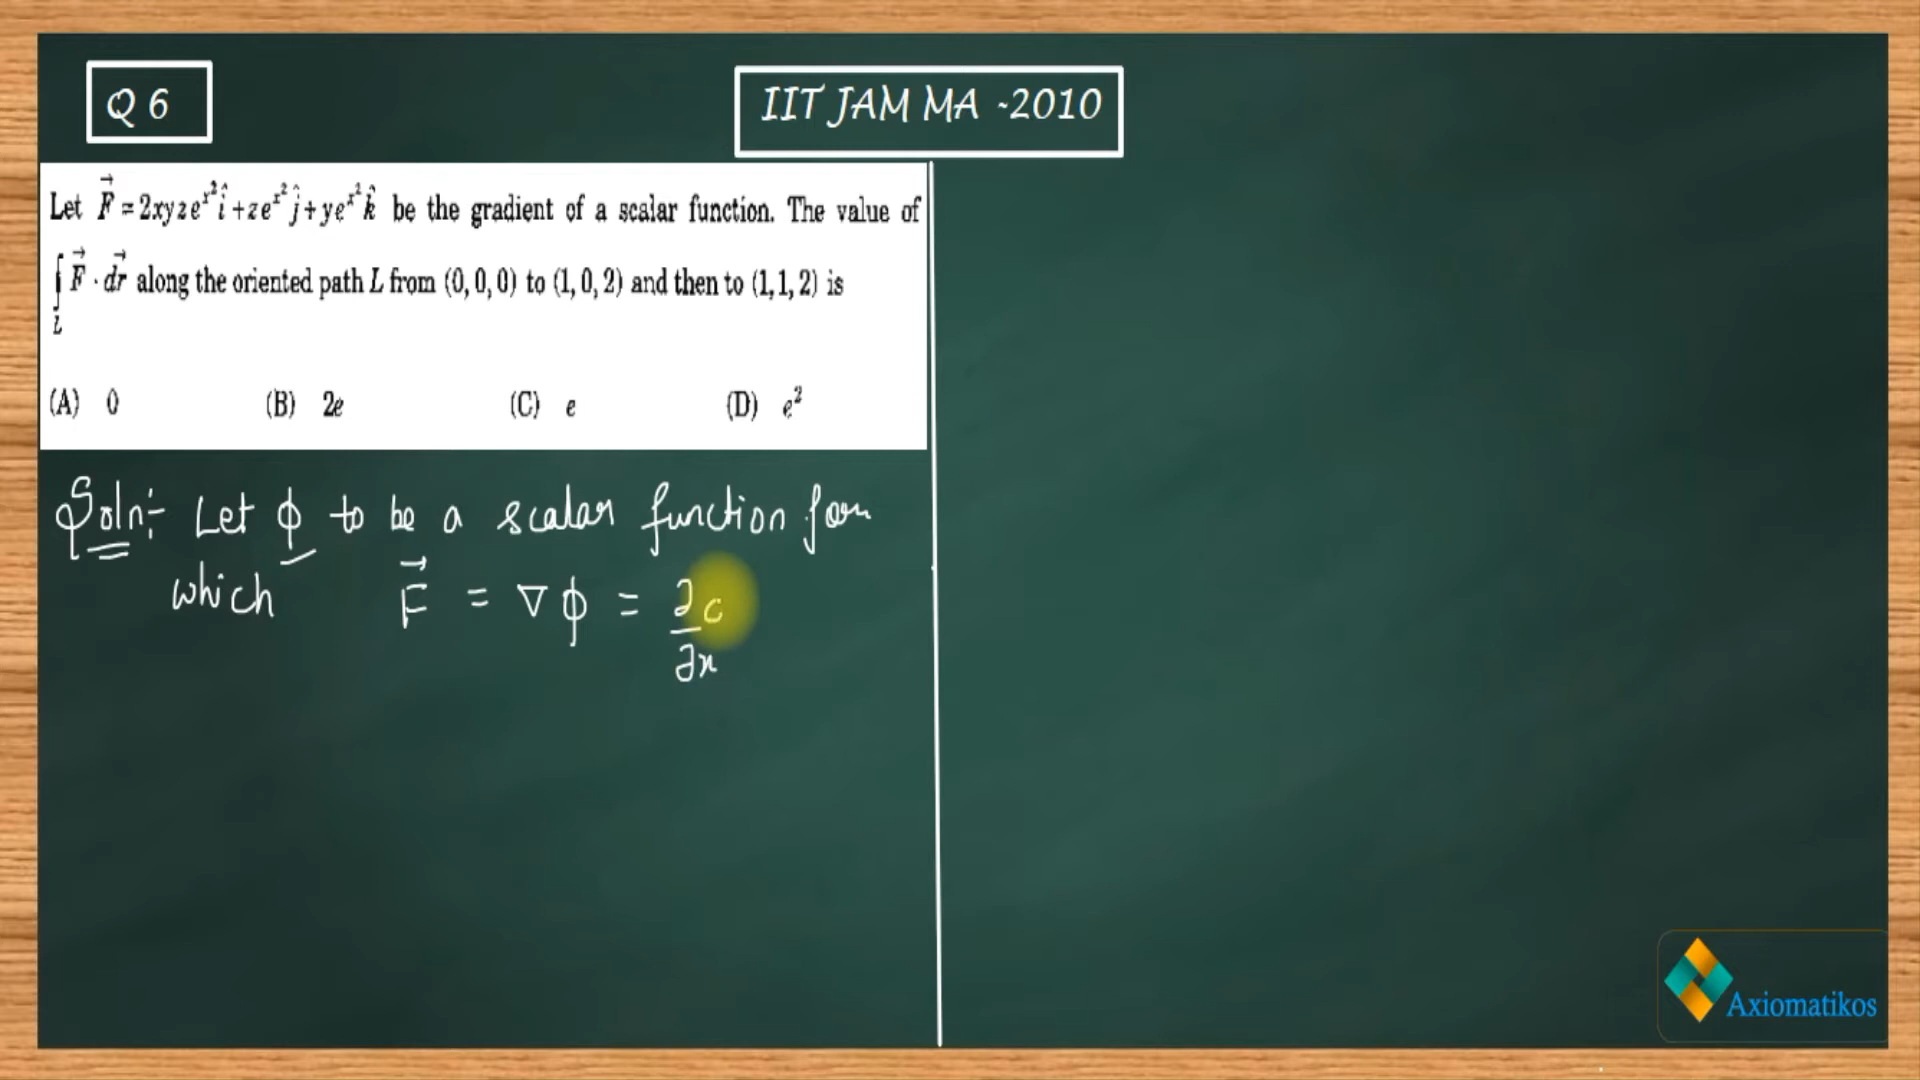 Q 6
IIT JAM MA -2010
Let F⃗ = 2xyze^{x²} î + ze^{x²} ĵ + ye^{x²} k̂ be the gradient of a scalar function. The value of
∫_L F⃗ · dr⃗ along the oriented path L from (0, 0, 0) to (1, 0, 2) and then to (1, 1, 2) is
(A) 0 (B) 2e (C) e (D) e²
Soln:- Let ϕ to be a scalar function for
which F⃗ = ∇ϕ = ∂c/∂x
Axiomatikos